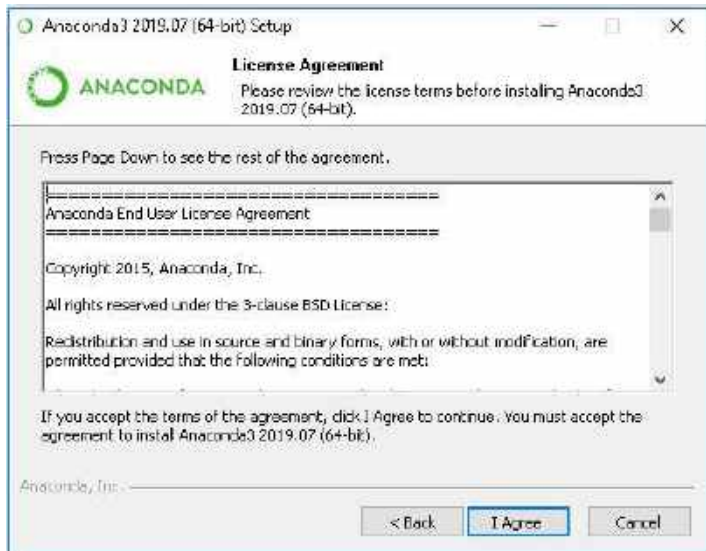 Anaconda3 2019.07 (64-bit) Setup
ANACONDA
License Agreement
Please review the license terms before installing Anaconda3
2019.07 (64-bit).
Press Page Down to see the rest of the agreement.
=====================================
Anaconda End User License Agreement
=====================================
Copyright 2015, Anaconda, Inc.
All rights reserved under the 3-clause BSD License:
Redistribution and use in source and binary forms, with or without modification, are
permitted provided that the following conditions are met:
If you accept the terms of the agreement, click I Agree to continue. You must accept the
agreement to install Anaconda3 2019.07 (64-bit).
Anaconda, Inc.
< Back
I Agree
Cancel